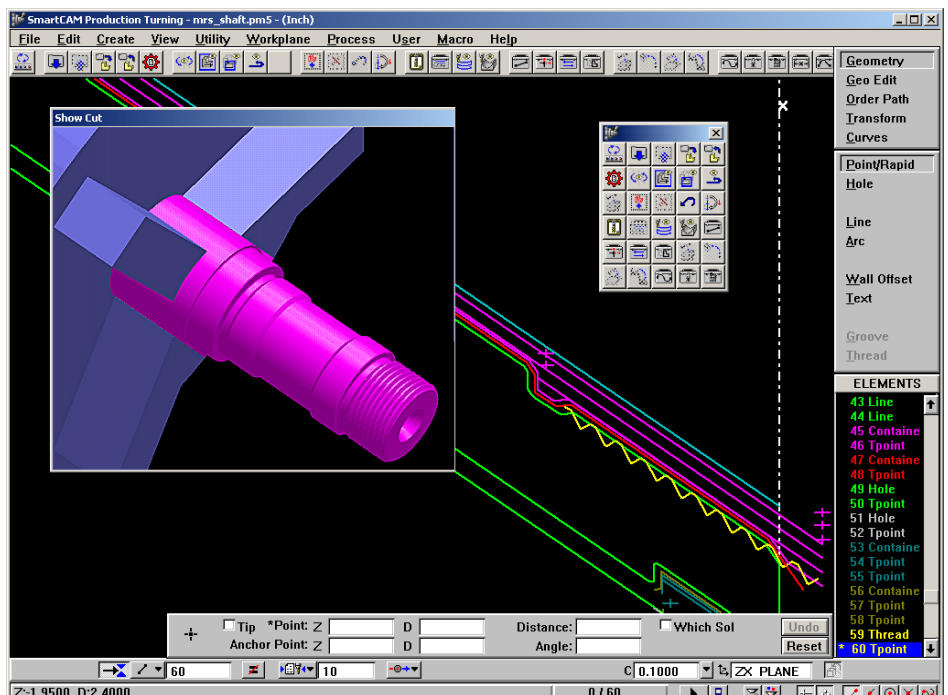 SmartCAM Production Turning - mrs_shaft.pm5 - (Inch)
File Edit Create View Utility Workplane Process User Macro Help
Show Cut
Geometry
Geo Edit
Order Path
Transform
Curves
Point/Rapid
Hole
Line
Arc
Wall Offset
Text
Groove
Thread
ELEMENTS
43 Line
44 Line
45 Containe
46 Tpoint
47 Containe
48 Tpoint
49 Hole
50 Tpoint
51 Hole
52 Tpoint
53 Containe
54 Tpoint
55 Tpoint
56 Containe
57 Tpoint
58 Tpoint
59 Thread
* 60 Tpoint
Tip *Point: Z D Distance: Which Sol Undo
Anchor Point: Z D Angle: Reset
60 10 C 0.1000 ZX PLANE
Z:-1.9500 D:2.4000 0 / 60